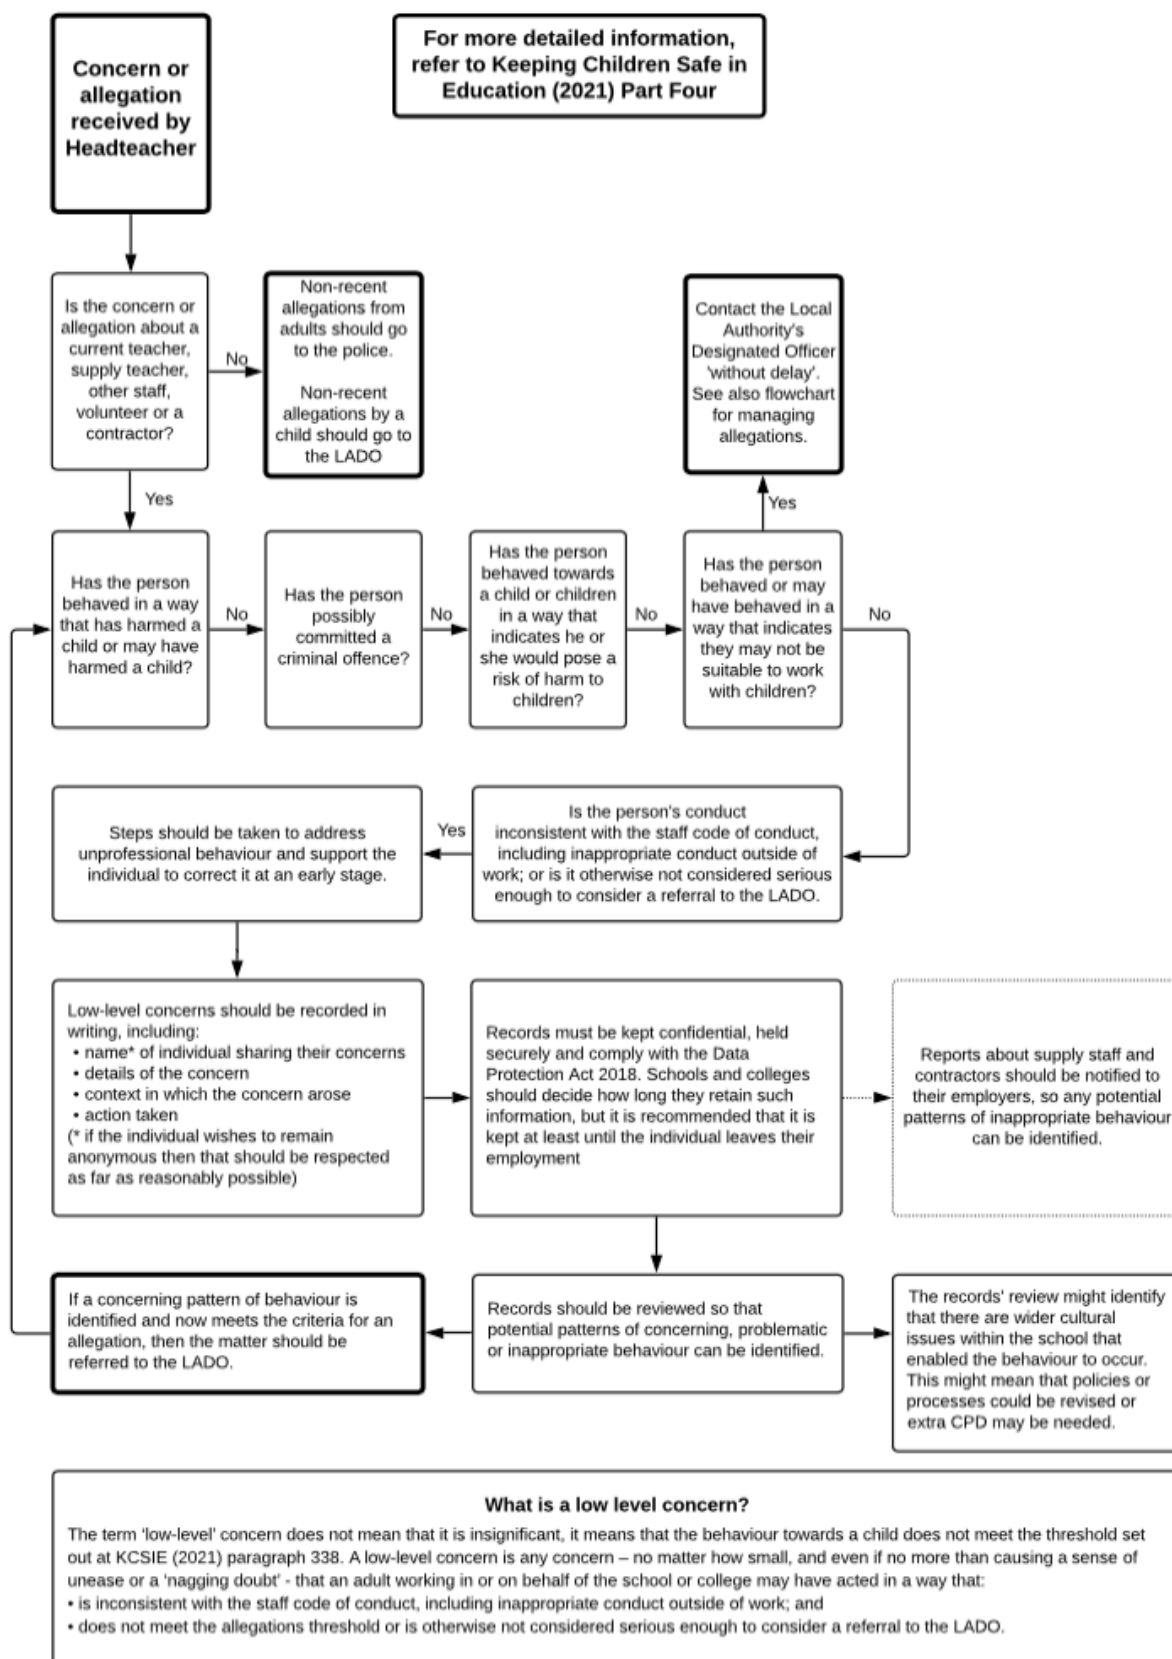 Concern or
allegation
received by
Headteacher
For more detailed information,
refer to Keeping Children Safe in
Education (2021) Part Four
Is the concern or
allegation about a
current teacher,
supply teacher,
other staff,
volunteer or a
contractor?
No
Non-recent
allegations from
adults should go
to the police.
Non-recent
allegations by a
child should go to
the LADO
Contact the Local
Authority's
Designated Officer
'without delay'.
See also flowchart
for managing
allegations.
Yes
Yes
Has the person
behaved in a way
that has harmed a
child or may have
harmed a child?
No
Has the person
possibly
committed a
criminal offence?
No
Has the person
behaved towards
a child or children
in a way that
indicates he or
she would pose a
risk of harm to
children?
No
Has the person
behaved or may
have behaved in a
way that indicates
they may not be
suitable to work
with children?
No
Steps should be taken to address
unprofessional behaviour and support the
individual to correct it at an early stage.
Yes
Is the person's conduct
inconsistent with the staff code of conduct,
including inappropriate conduct outside of
work; or is it otherwise not considered serious
enough to consider a referral to the LADO.
Low-level concerns should be recorded in
writing, including:
• name* of individual sharing their concerns
• details of the concern
• context in which the concern arose
• action taken
(* if the individual wishes to remain
anonymous then that should be respected
as far as reasonably possible)
Records must be kept confidential, held
securely and comply with the Data
Protection Act 2018. Schools and colleges
should decide how long they retain such
information, but it is recommended that it is
kept at least until the individual leaves their
employment
Reports about supply staff and
contractors should be notified to
their employers, so any potential
patterns of inappropriate behaviour
can be identified.
If a concerning pattern of behaviour is
identified and now meets the criteria for an
allegation, then the matter should be
referred to the LADO.
Records should be reviewed so that
potential patterns of concerning, problematic
or inappropriate behaviour can be identified.
The records' review might identify
that there are wider cultural
issues within the school that
enabled the behaviour to occur.
This might mean that policies or
processes could be revised or
extra CPD may be needed.
What is a low level concern?
The term 'low-level' concern does not mean that it is insignificant, it means that the behaviour towards a child does not meet the threshold set
out at KCSIE (2021) paragraph 338. A low-level concern is any concern – no matter how small, and even if no more than causing a sense of
unease or a 'nagging doubt' - that an adult working in or on behalf of the school or college may have acted in a way that:
• is inconsistent with the staff code of conduct, including inappropriate conduct outside of work; and
• does not meet the allegations threshold or is otherwise not considered serious enough to consider a referral to the LADO.